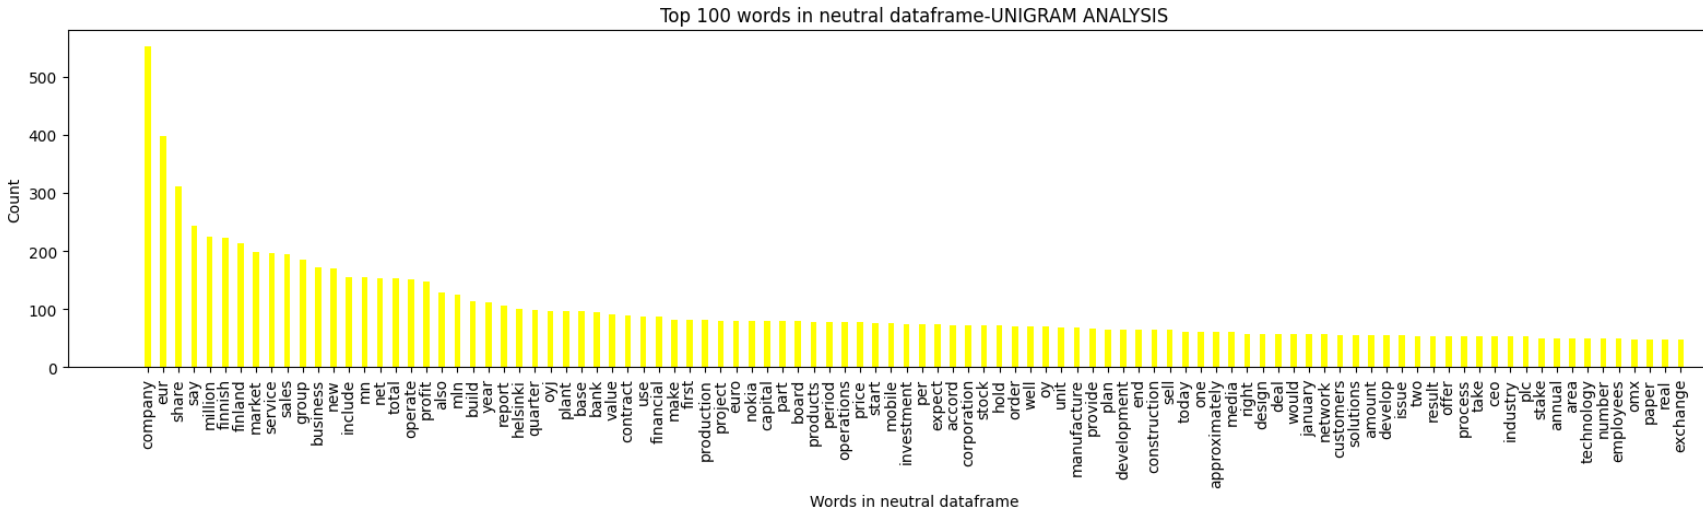 Top 100 words in neutral dataframe-UNIGRAM ANALYSIS
500
400
300
200
100
0
Count
company
eur
share
say
million
finnish
finland
market
service
sales
group
business
new
include
mn
net
total
operate
profit
also
mln
build
year
report
helsinki
quarter
oyj
plant
base
bank
value
contract
use
financial
make
first
production
project
euro
nokia
capital
part
board
products
period
operations
price
start
mobile
investment
per
expect
accord
corporation
stock
hold
order
well
oy
unit
manufacture
provide
plan
development
end
construction
sell
today
one
approximately
media
right
design
deal
would
january
network
customers
solutions
amount
develop
issue
two
result
offer
process
take
ceo
industry
plc
stake
annual
area
technology
number
employees
omx
paper
real
exchange
Words in neutral dataframe